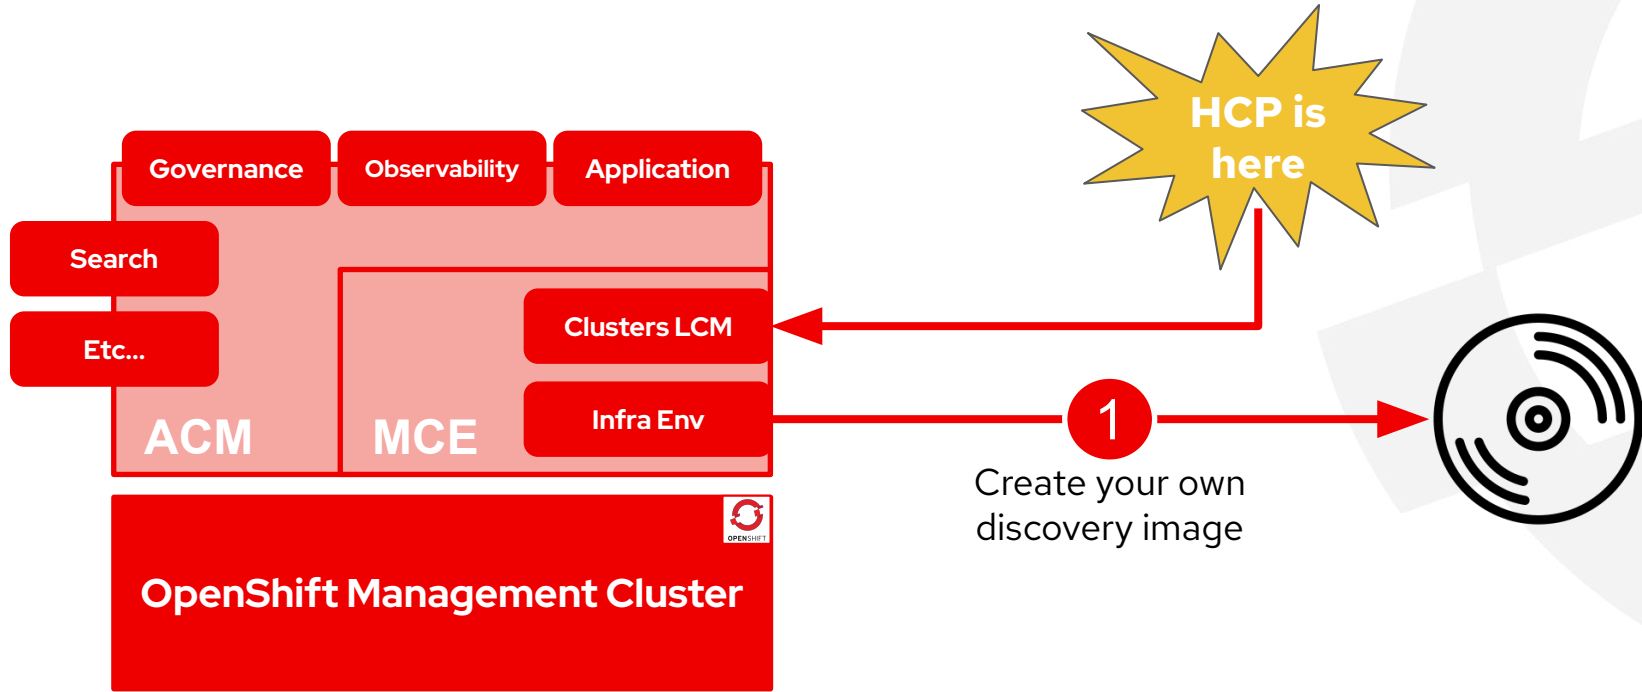 HCP is
here
Governance
Observability
Application
Search
Etc...
Clusters LCM
Infra Env
ACM
MCE
1
Create your own
discovery image
OPENSHIFT
OpenShift Management Cluster